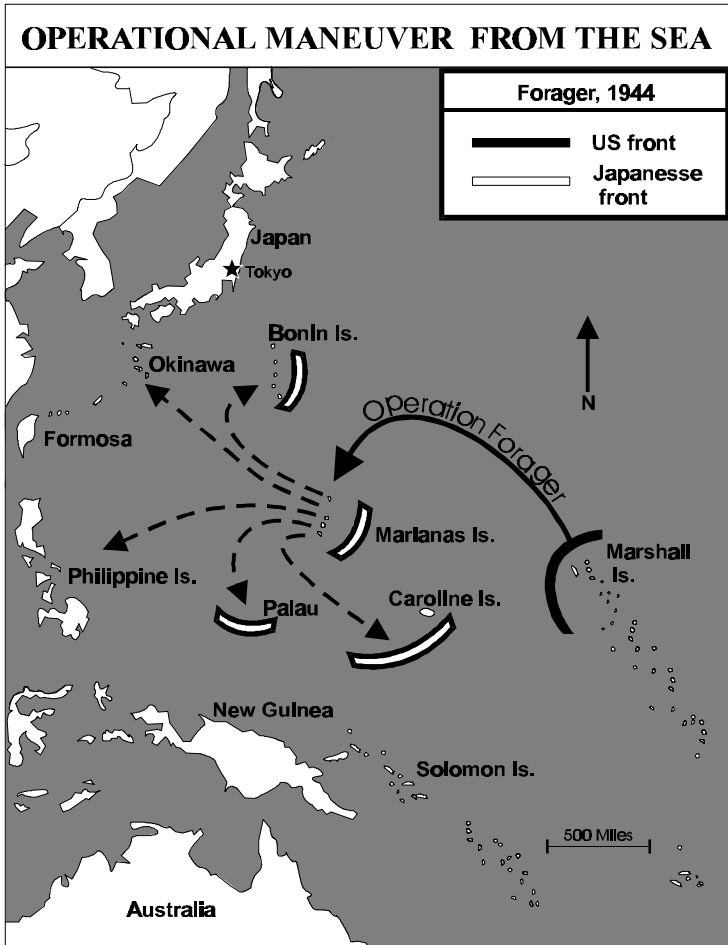 OPERATIONAL MANEUVER FROM THE SEA
Forager, 1944
US front
Japanesse
front
Japan
Tokyo
BonIn Is.
Okinawa
Operation Forager
N
Formosa
MarIanas Is.
Marshall
Is.
Philippine Is.
Palau
CarolIne Is.
New Guinea
Solomon Is.
500 MIles
Australia